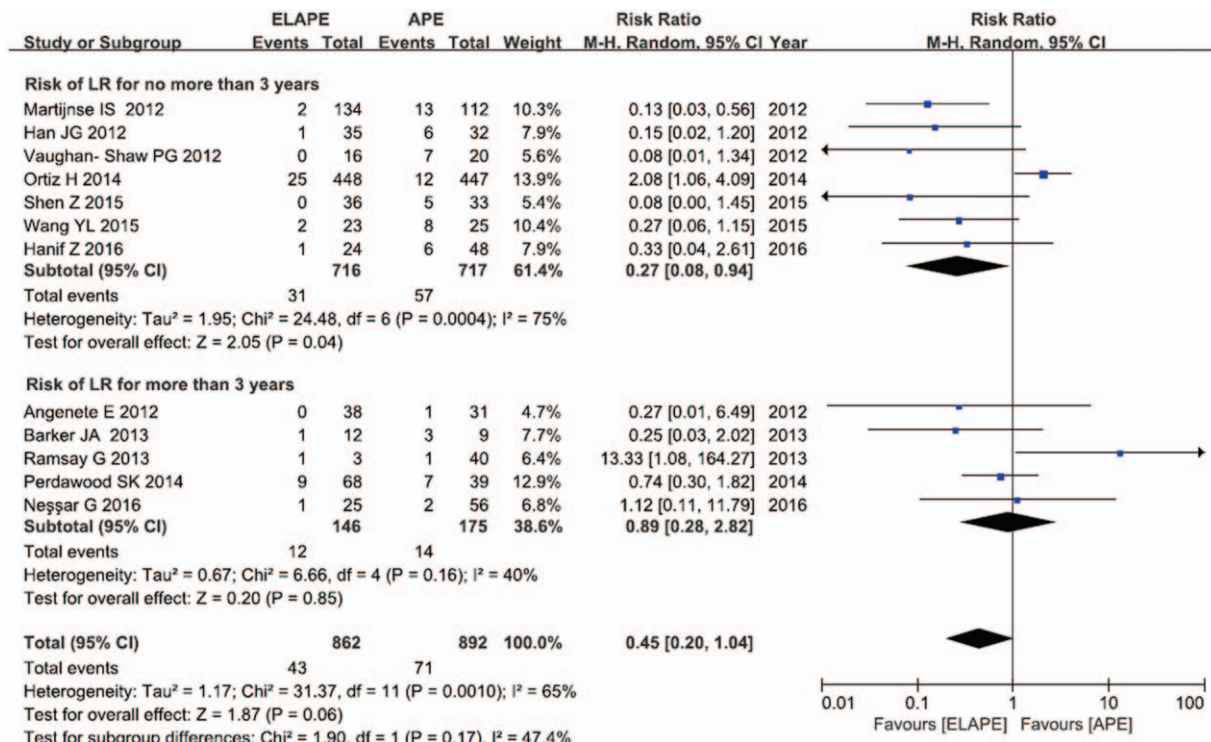 ELAPE APE Risk Ratio Risk Ratio
Study or Subgroup Events Total Events Total Weight M-H, Random, 95% CI Year M-H, Random, 95% CI
Risk of LR for no more than 3 years
Martijnse IS 2012 2 134 13 112 10.3% 0.13 [0.03, 0.56] 2012
Han JG 2012 1 35 6 32 7.9% 0.15 [0.02, 1.20] 2012
Vaughan- Shaw PG 2012 0 16 7 20 5.6% 0.08 [0.01, 1.34] 2012
Ortiz H 2014 25 448 12 447 13.9% 2.08 [1.06, 4.09] 2014
Shen Z 2015 0 36 5 33 5.4% 0.08 [0.00, 1.45] 2015
Wang YL 2015 2 23 8 25 10.4% 0.27 [0.06, 1.15] 2015
Hanif Z 2016 1 24 6 48 7.9% 0.33 [0.04, 2.61] 2016
Subtotal (95% CI) 716 717 61.4% 0.27 [0.08, 0.94]
Total events 31 57
Heterogeneity: Tau² = 1.95; Chi² = 24.48, df = 6 (P = 0.0004); I² = 75%
Test for overall effect: Z = 2.05 (P = 0.04)
Risk of LR for more than 3 years
Angenete E 2012 0 38 1 31 4.7% 0.27 [0.01, 6.49] 2012
Barker JA 2013 1 12 3 9 7.7% 0.25 [0.03, 2.02] 2013
Ramsay G 2013 1 3 1 40 6.4% 13.33 [1.08, 164.27] 2013
Perdawood SK 2014 9 68 7 39 12.9% 0.74 [0.30, 1.82] 2014
Neşşar G 2016 1 25 2 56 6.8% 1.12 [0.11, 11.79] 2016
Subtotal (95% CI) 146 175 38.6% 0.89 [0.28, 2.82]
Total events 12 14
Heterogeneity: Tau² = 0.67; Chi² = 6.66, df = 4 (P = 0.16); I² = 40%
Test for overall effect: Z = 0.20 (P = 0.85)
Total (95% CI) 862 892 100.0% 0.45 [0.20, 1.04]
Total events 43 71
Heterogeneity: Tau² = 1.17; Chi² = 31.37, df = 11 (P = 0.0010); I² = 65%
Test for overall effect: Z = 1.87 (P = 0.06)
Test for subgroup differences: Chi² = 1.90, df = 1 (P = 0.17), I² = 47.4%
0.01 0.1 1 10 100
Favours [ELAPE] Favours [APE]